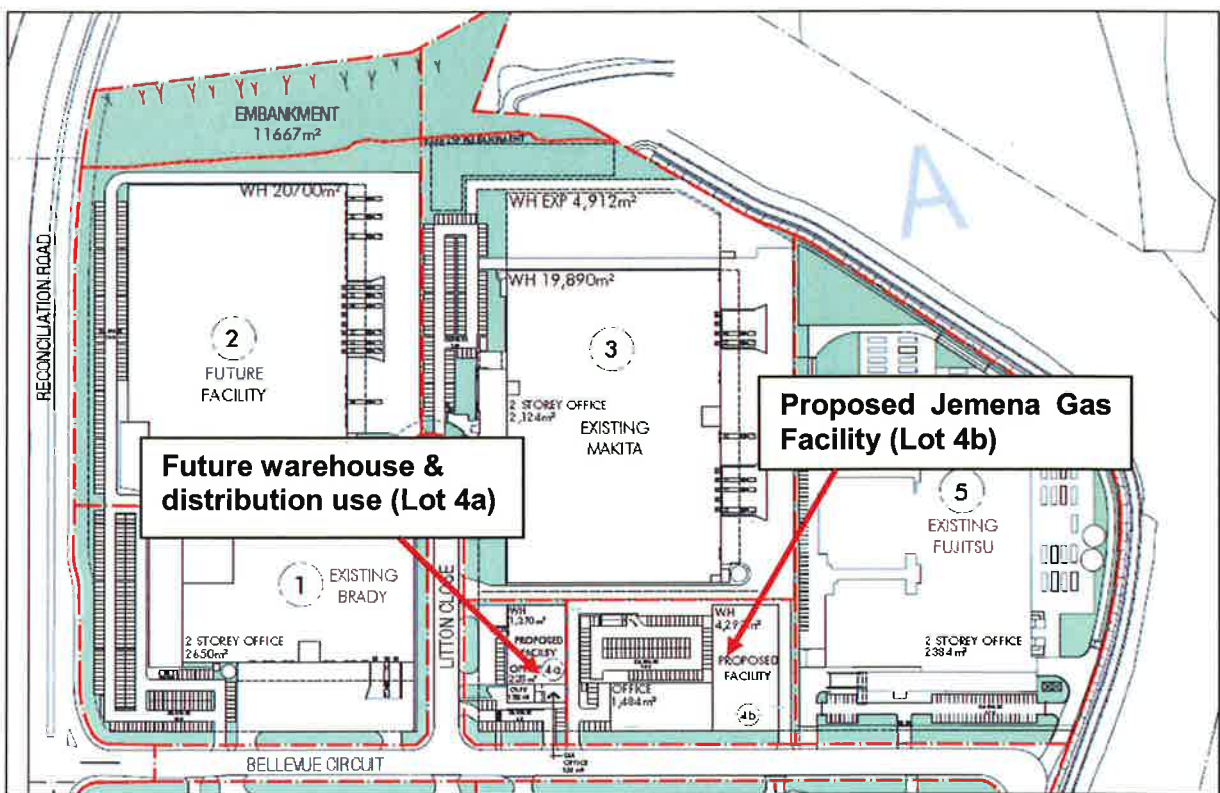 EMBANKMENT
11667m²
WH 20700m²
WH EXP 4,912m²
WH 19,890m²
A
RECONCILIATION ROAD
2
FUTURE
FACILITY
3
2 STOREY OFFICE
2,124m²
EXISTING
MAKITA
Proposed Jemena Gas
Facility (Lot 4b)
Future warehouse &
distribution use (Lot 4a)
5
EXISTING
FUJITSU
1
EXISTING
BRADY
2 STOREY OFFICE
2650m²
LITTON CLOSE
WH
1,370m²
PROPOSED
FACILITY
4a
WH
PROPOSED
FACILITY
4b
OFFICE
1,484m²
2 STOREY OFFICE
2384m²
OFFICE
BELLEVUE CIRCUIT